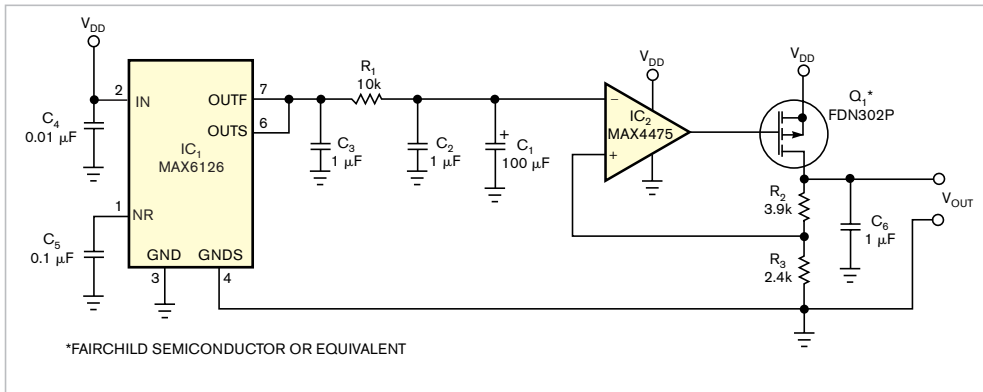 V_DD
2
IN
C_4
0.01 µF
IC_1
MAX6126
OUTF
7
OUTS
6
1
NR
C_5
0.1 µF
GND
GNDS
3
4
R_1
10k
C_3
1 µF
C_2
1 µF
+
C_1
100 µF
V_DD
−
IC_2
MAX4475
+
V_DD
Q_1*
FDN302P
R_2
3.9k
R_3
2.4k
C_6
1 µF
V_OUT
*FAIRCHILD SEMICONDUCTOR OR EQUIVALENT